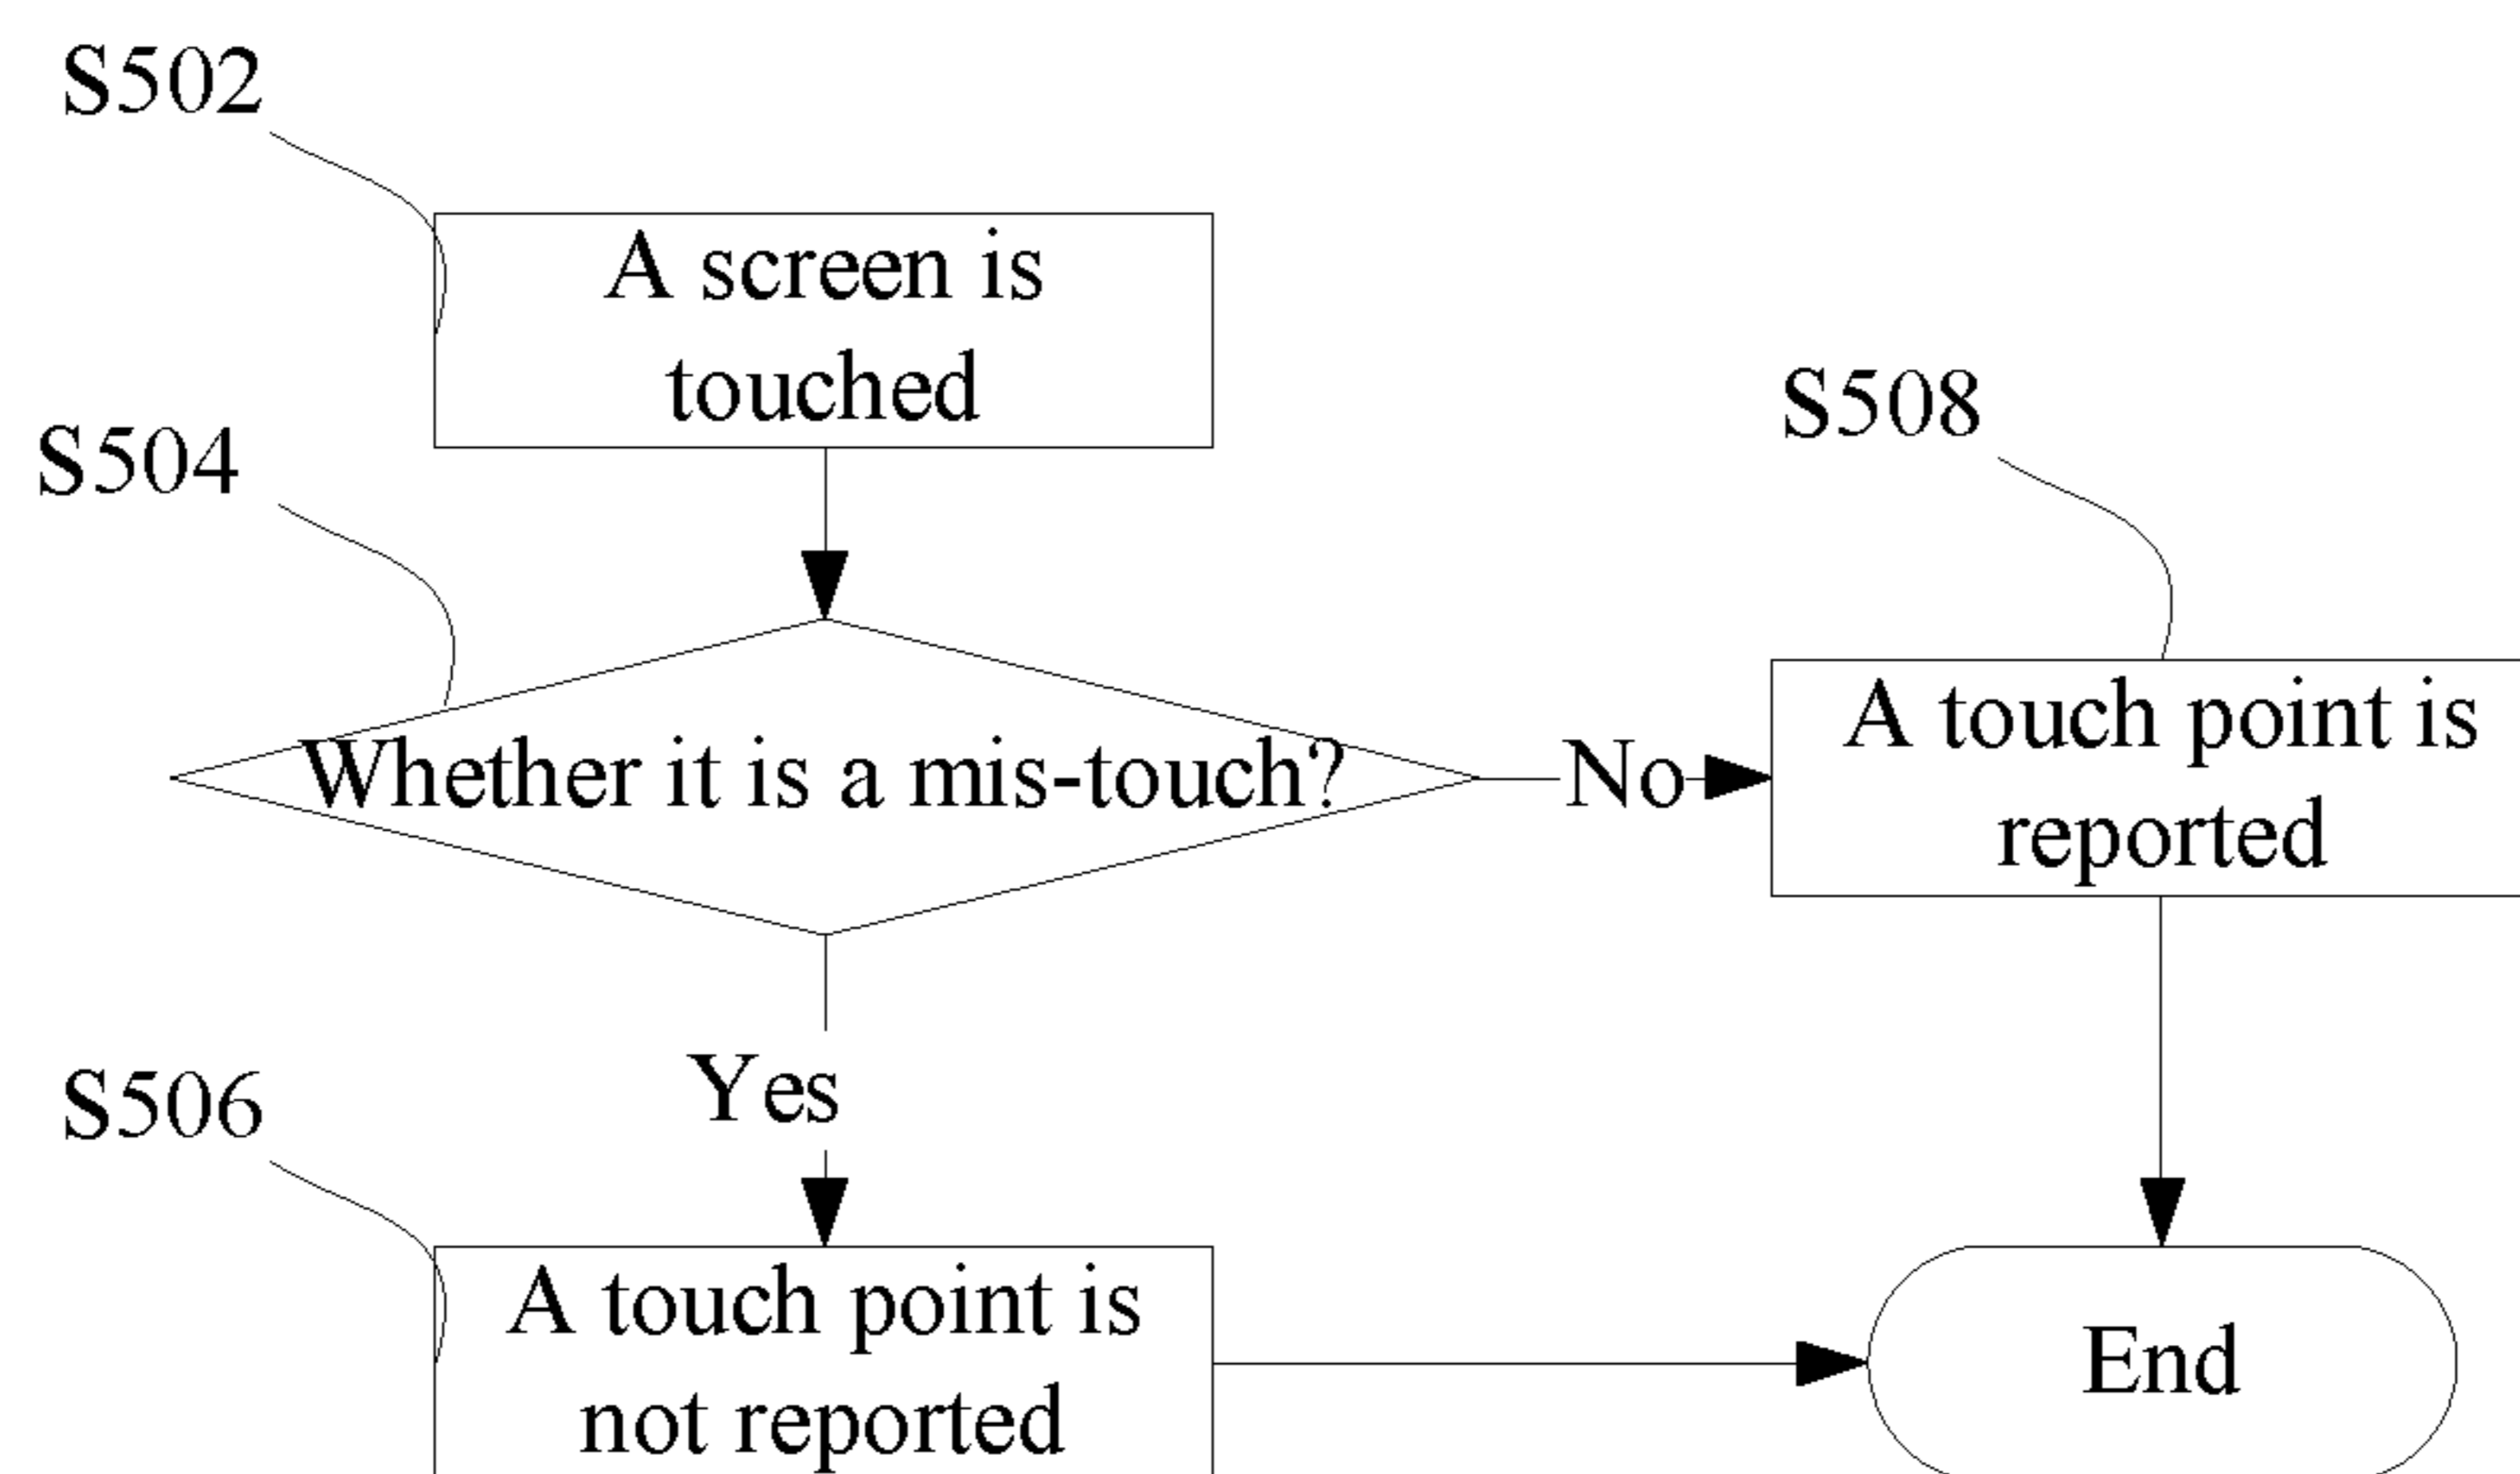 S502
A screen is
touched
S504
S508
Whether it is a mis-touch?
No
A touch point is
reported
Yes
S506
A touch point is
not reported
End